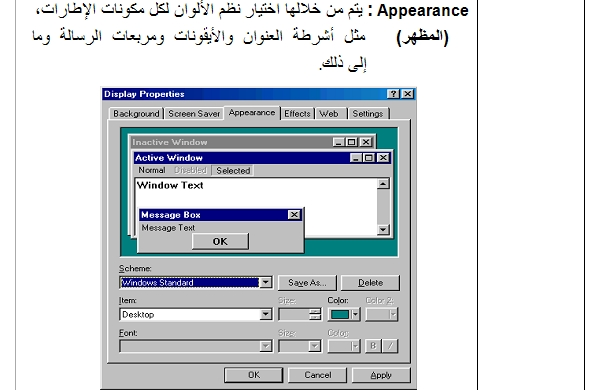 Appearance : يتم من خلالها اختيار نظم الألوان لكل مكونات الإطارات،
(المظهر) مثل أشرطة العنوان والأيقونات ومربعات الرسالة وما
إلى ذلك.
Display Properties
Background Screen Saver Appearance Effects Web Settings
Inactive Window
Active Window
Normal Disabled Selected
Window Text
Message Box
Message Text
OK
Scheme:
Windows Standard Save As... Delete
Item: Size: Color: Color 2:
Desktop
Font: Size: Color:
B /
OK Cancel Apply